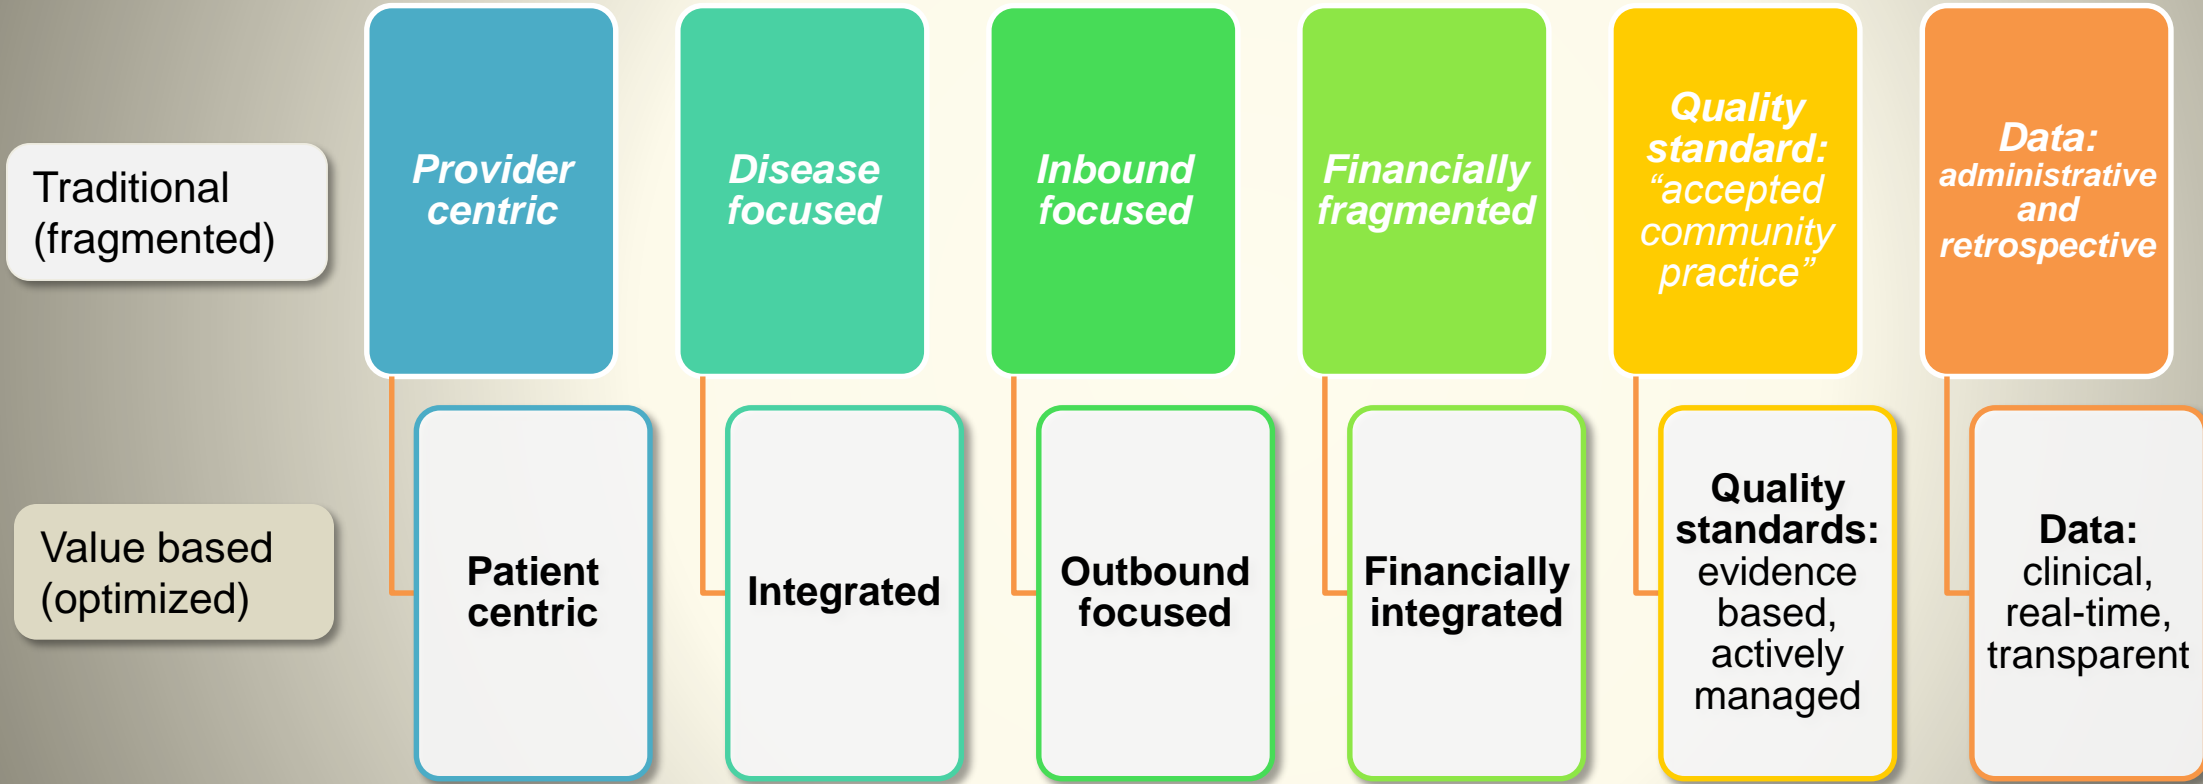 Traditional
(fragmented)
Provider
centric
Disease
focused
Inbound
focused
Financially
fragmented
Quality
standard:
“accepted
community
practice”
Data:
administrative
and
retrospective
Value based
(optimized)
Patient
centric
Integrated
Outbound
focused
Financially
integrated
Quality
standards:
evidence
based,
actively
managed
Data:
clinical,
real-time,
transparent